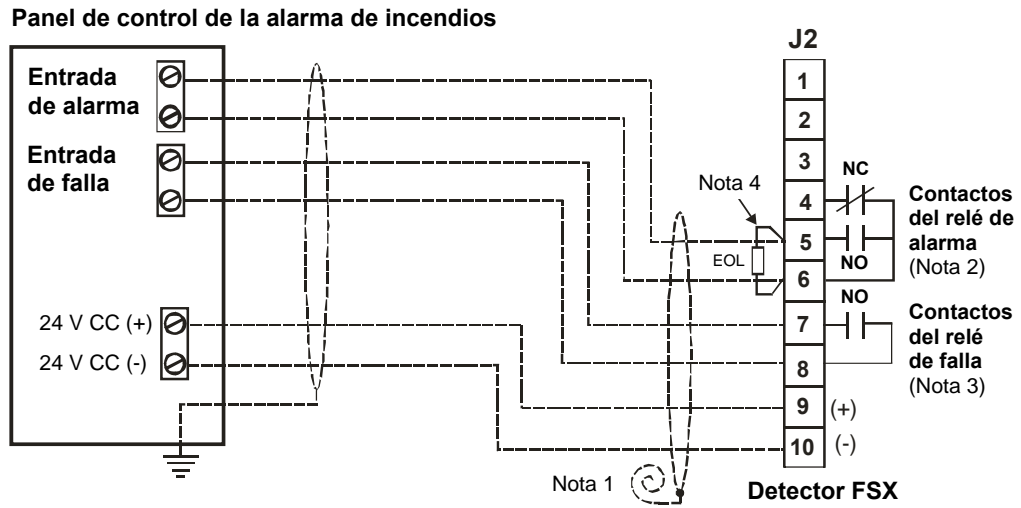 Panel de control de la alarma de incendios
J2
Entrada
de alarma
Entrada
de falla
24 V CC (+)
24 V CC (-)
1
2
3
4
5
6
7
8
9
10
(+)
(-)
Nota 4
EOL
NC
NO
Contactos
del relé de
alarma
(Nota 2)
NO
Contactos
del relé
de falla
(Nota 3)
Nota 1
Detector FSX